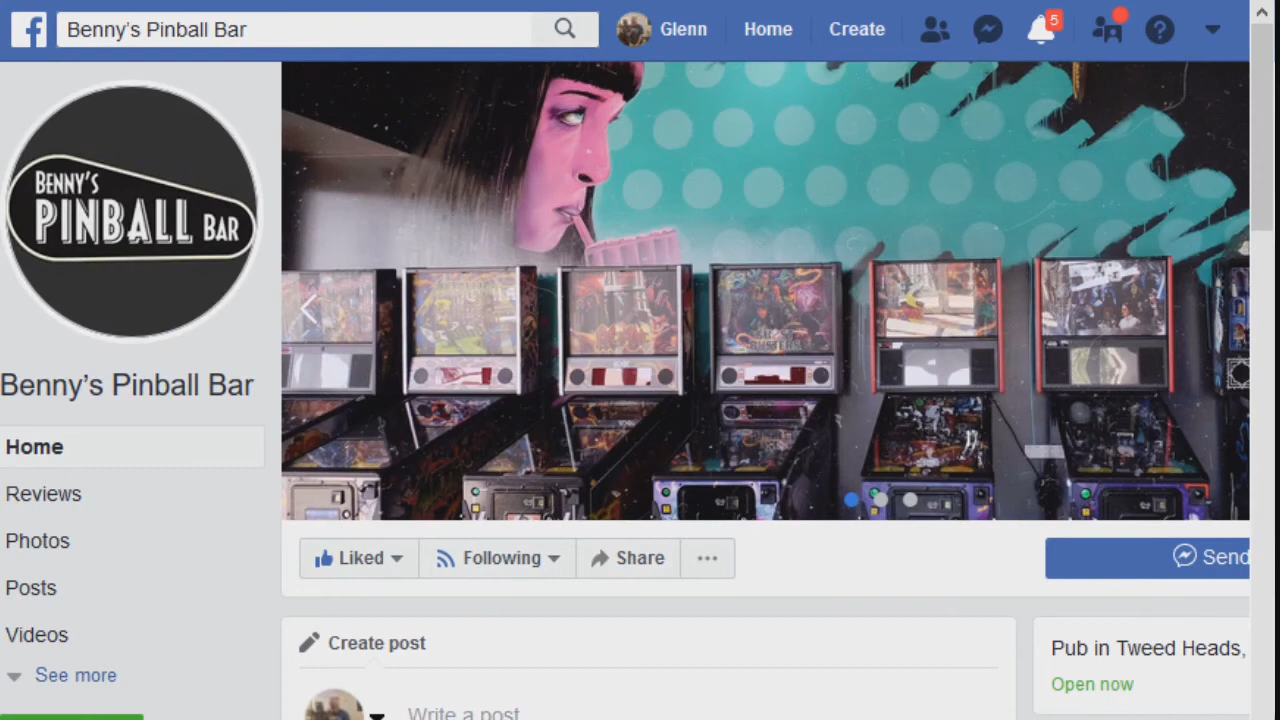 Benny's Pinball Bar
Glenn
Home
Create
5
BENNY'S
PINBALL BAR
Benny's Pinball Bar
Home
Reviews
Photos
Posts
Videos
See more
Liked
Following
Share
Send
Create post
Write a post
Pub in Tweed Heads,
Open now